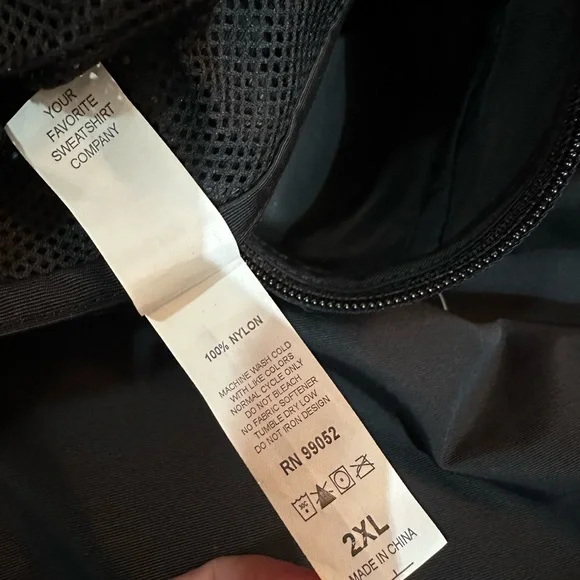 YOUR
FAVORITE
SWEATSHIRT
COMPANY
100% NYLON
MACHINE WASH COLD
WITH LIKE COLORS
NORMAL CYCLE ONLY
DO NOT BLEACH
NO FABRIC SOFTENER
TUMBLE DRY LOW
DO NOT IRON DESIGN
RN 99052
2XL
MADE IN CHINA